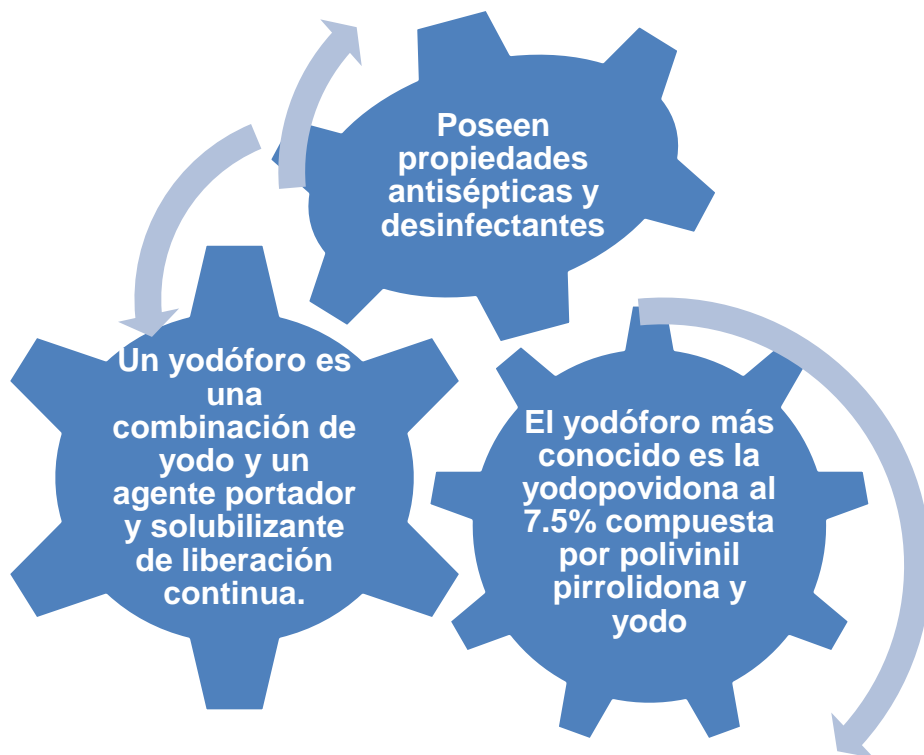 Poseen
propiedades
antisépticas y
desinfectantes
Un yodóforo es
una
combinación de
yodo y un
agente portador
y solubilizante
de liberación
continua.
El yodóforo más
conocido es la
yodopovidona al
7.5% compuesta
por polivinil
pirrolidona y
yodo